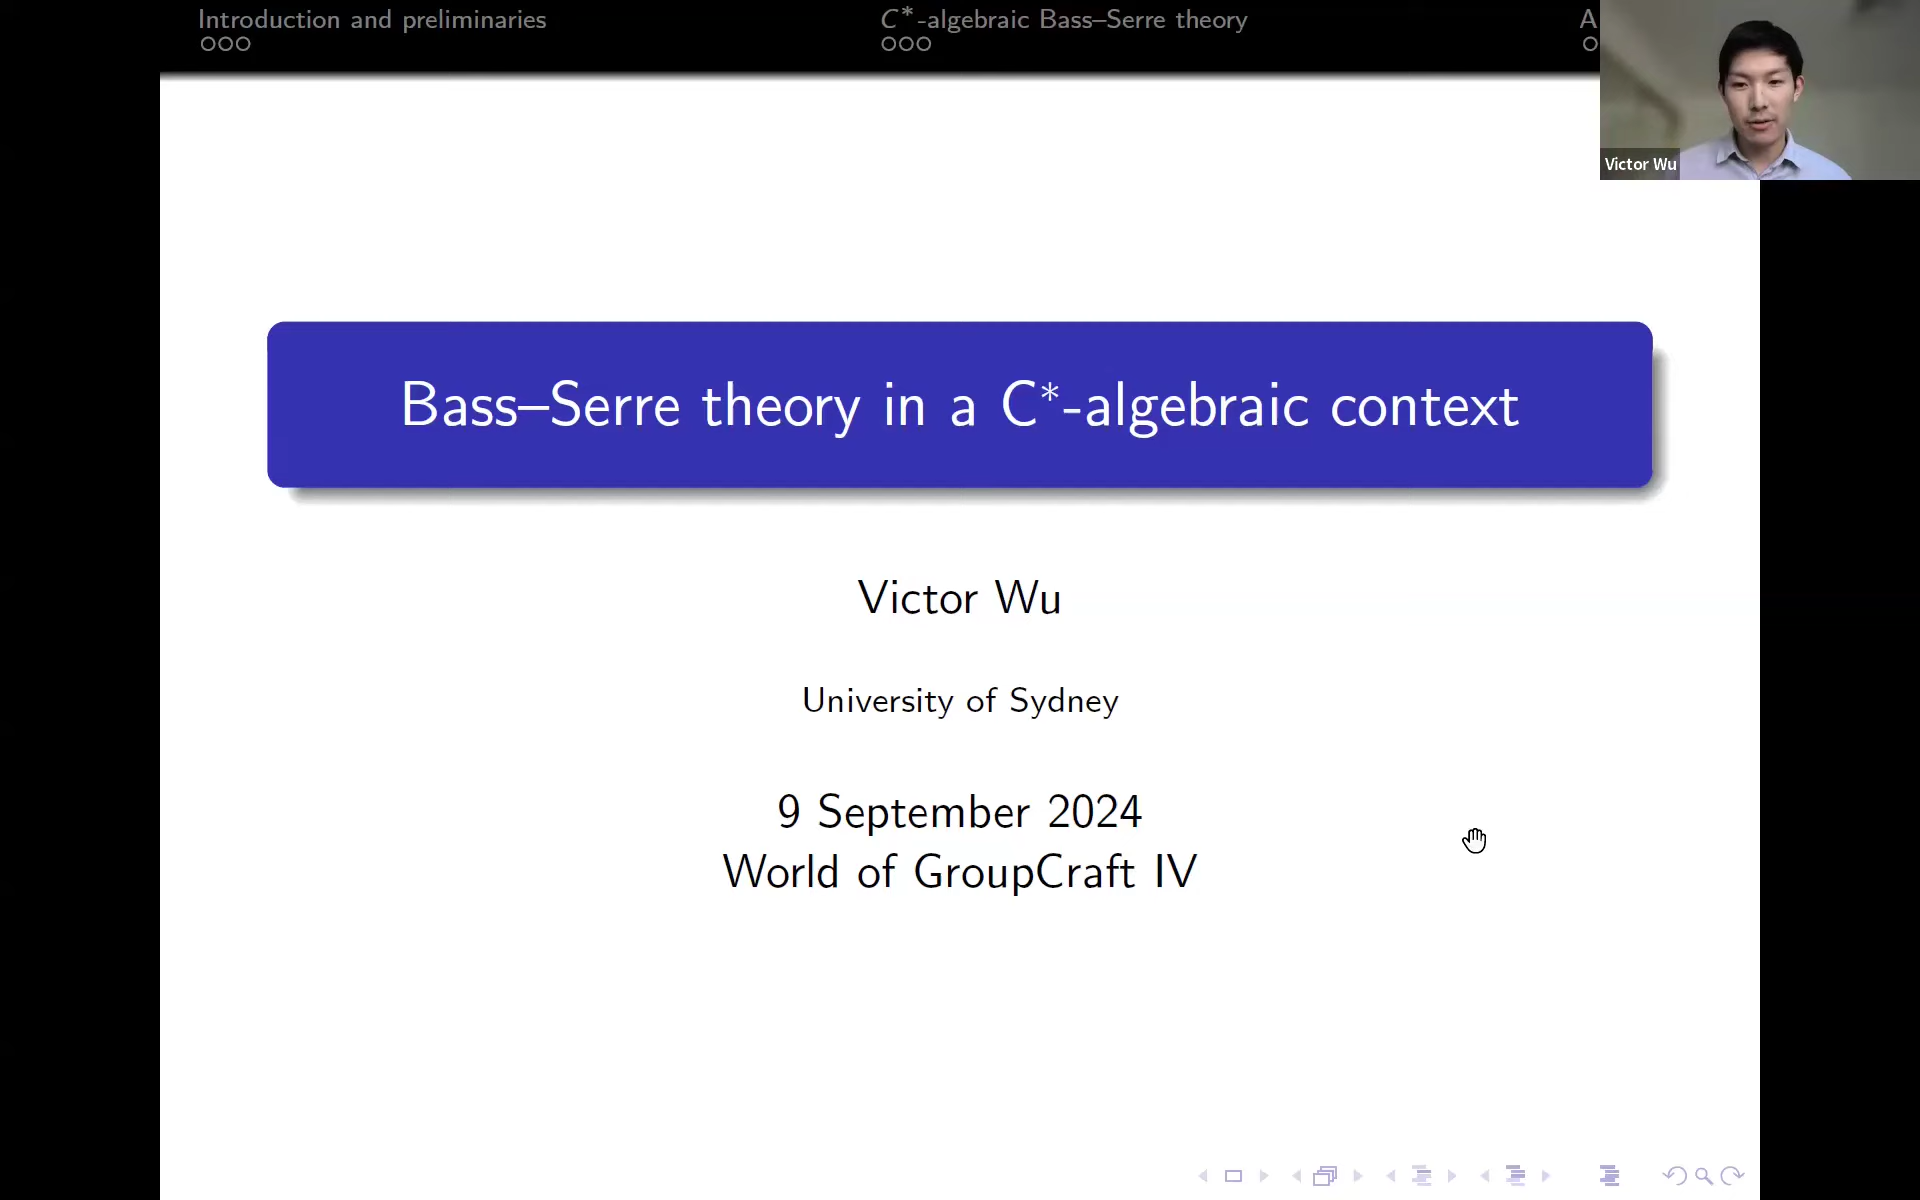 Introduction and preliminaries
C*-algebraic Bass–Serre theory
A
Victor Wu
Bass–Serre theory in a C*-algebraic context
Victor Wu
University of Sydney
9 September 2024
World of GroupCraft IV